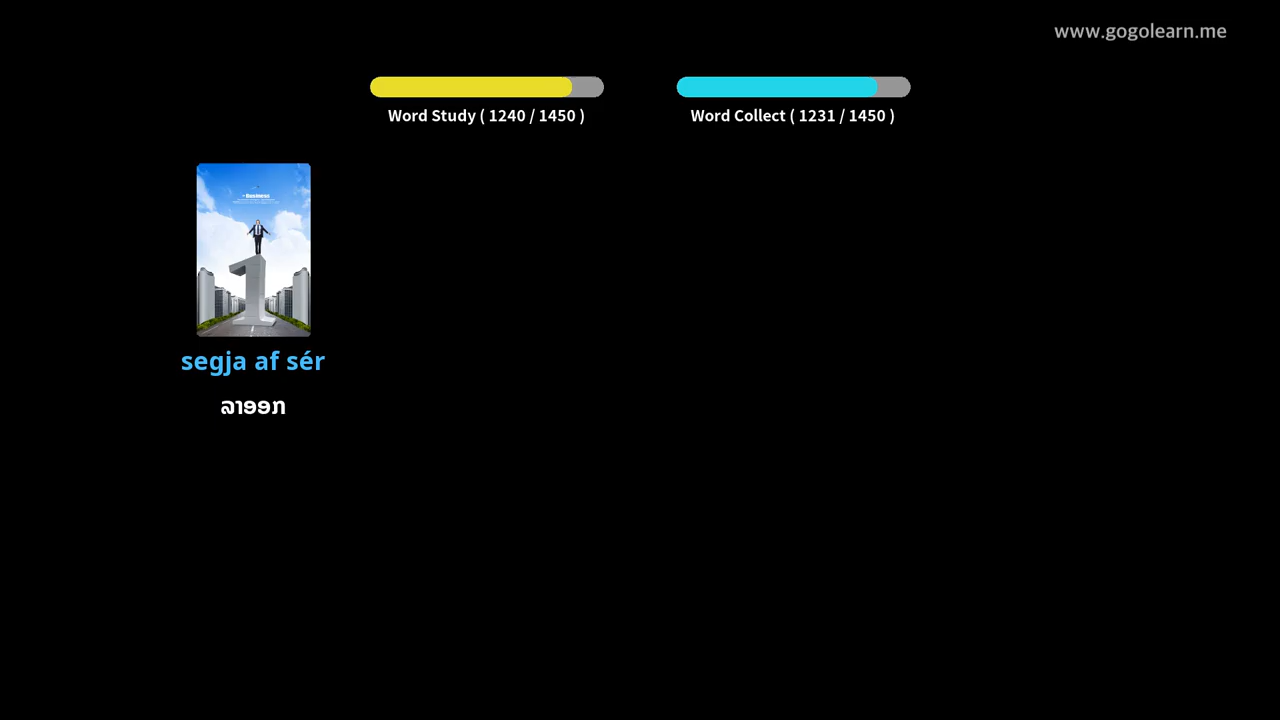 www.gogolearn.me
Word Study ( 1240 / 1450 )
Word Collect ( 1231 / 1450 )
Business
segja af sér
ລາອອກ